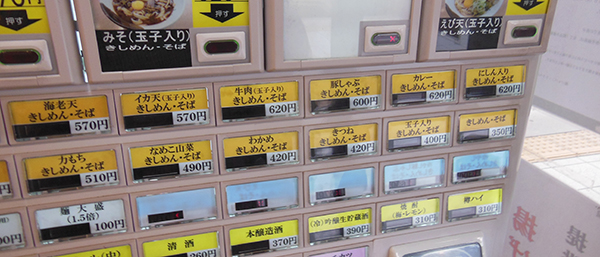 押す
押す
押す
みそ(玉子入り)
きしめん・そば
えび天(玉子入り)
きしめん・そば
海老天
きしめん・そば
570円
イカ天(玉子入り)
きしめん・そば
570円
牛肉(玉子入り)
きしめん・そば
620円
豚しゃぶ
きしめん・そば
600円
カレー
きしめん・そば
620円
にしん入り
きしめん・そば
620円
力もち
きしめん・そば
510円
なめこ山菜
きしめん・そば
490円
わかめ
きしめん・そば
420円
きつね
きしめん・そば
420円
玉子入り
きしめん・そば
400円
きしめん・そば
350円
麺大盛
(1.5倍)
100円
清酒
260円
本醸造酒
370円
(冷)吟醸生貯蔵酒
390円
焼酎
(梅・レモン)
310円
樽ハイ
310円